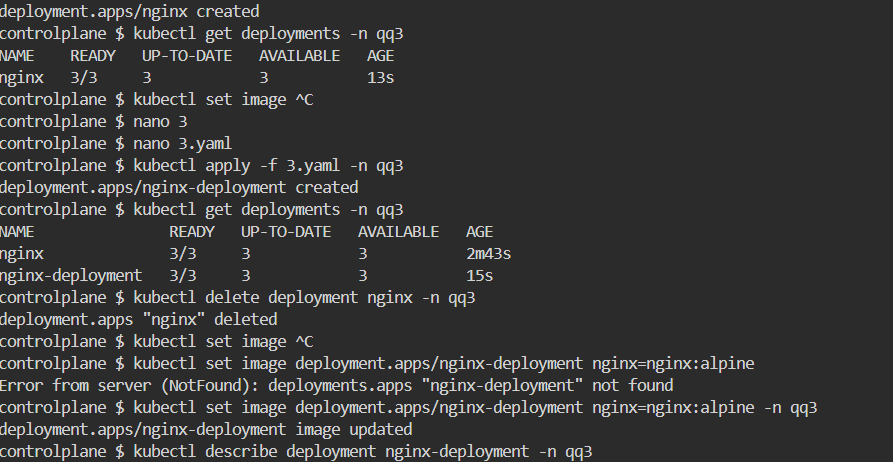 deployment.apps/nginx created
controlplane $ kubectl get deployments -n qq3
NAME READY UP-TO-DATE AVAILABLE AGE
nginx 3/3 3 3 13s
controlplane $ kubectl set image ^C
controlplane $ nano 3
controlplane $ nano 3.yaml
controlplane $ kubectl apply -f 3.yaml -n qq3
deployment.apps/nginx-deployment created
controlplane $ kubectl get deployments -n qq3
NAME READY UP-TO-DATE AVAILABLE AGE
nginx 3/3 3 3 2m43s
nginx-deployment 3/3 3 3 15s
controlplane $ kubectl delete deployment nginx -n qq3
deployment.apps "nginx" deleted
controlplane $ kubectl set image ^C
controlplane $ kubectl set image deployment.apps/nginx-deployment nginx=nginx:alpine
Error from server (NotFound): deployments.apps "nginx-deployment" not found
controlplane $ kubectl set image deployment.apps/nginx-deployment nginx=nginx:alpine -n qq3
deployment.apps/nginx-deployment image updated
controlplane $ kubectl describe deployment nginx-deployment -n qq3